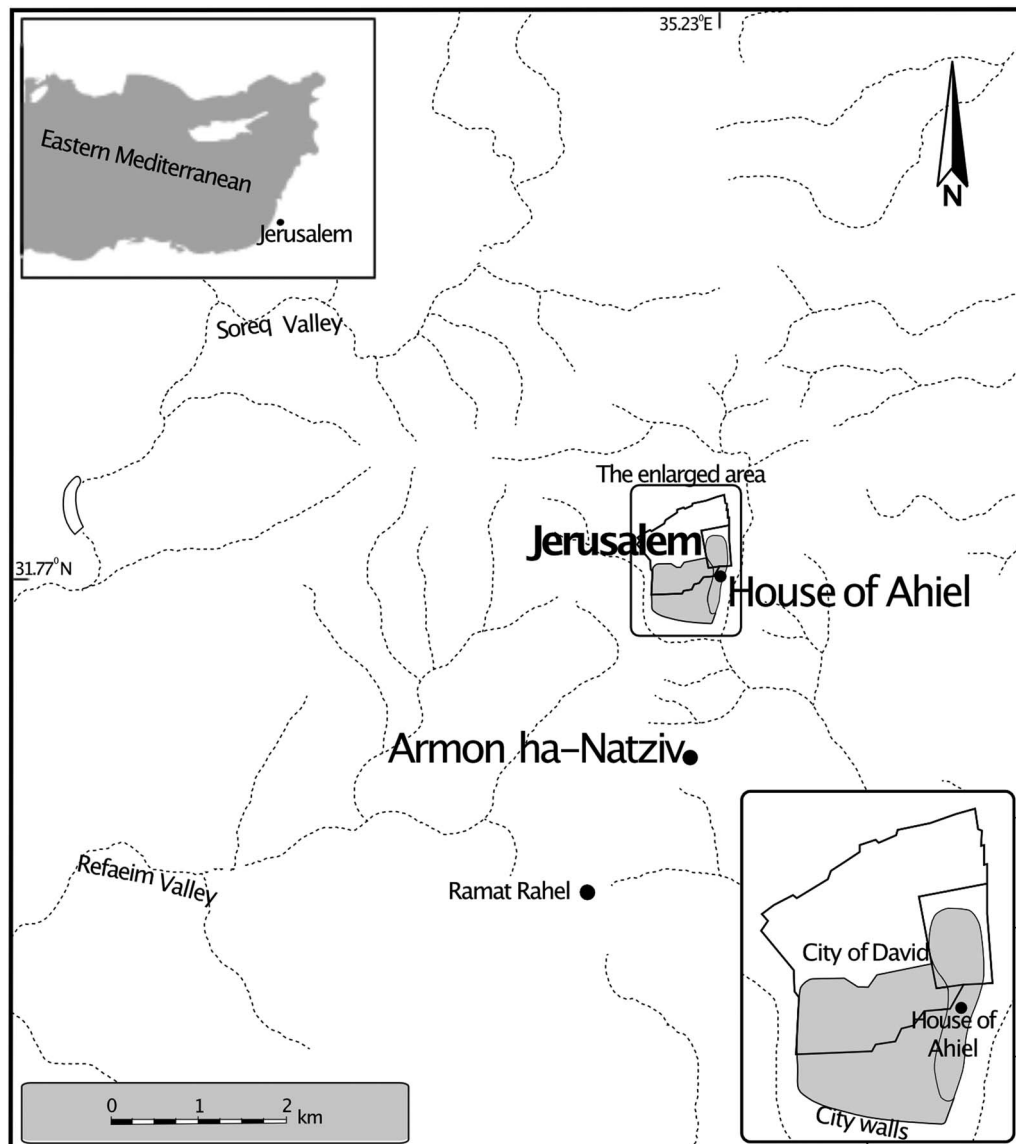 35.23°E
Eastern Mediterranean
Jerusalem
N
Soreq Valley
The enlarged area
Jerusalem
31.77°N
House of Ahiel
Armon ha-Natziv
Refaeim Valley
Ramat Rahel
City of David
House of
Ahiel
City walls
0 1 2
km